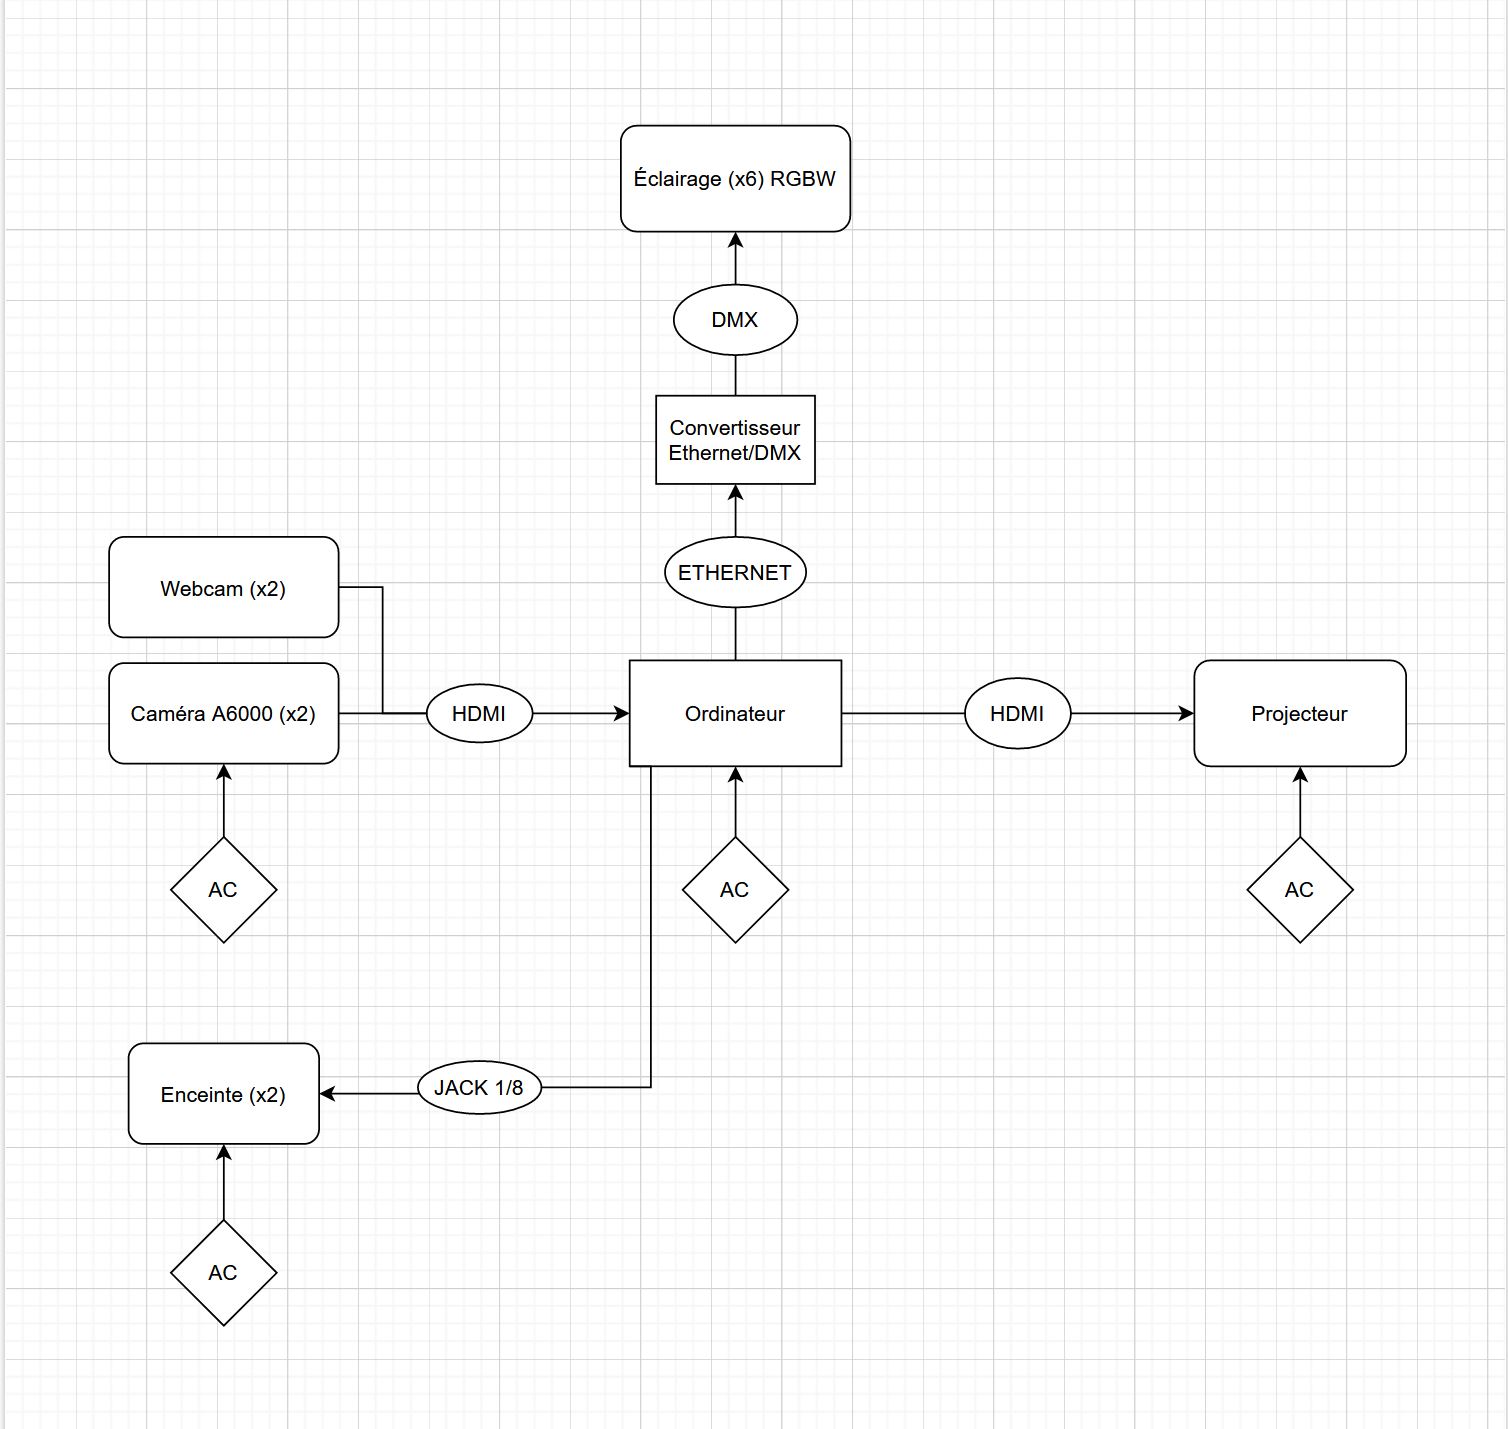 Éclairage (x6) RGBW
DMX
Convertisseur
Ethernet/DMX
ETHERNET
Webcam (x2)
Caméra A6000 (x2)
HDMI
Ordinateur
HDMI
Projecteur
AC
AC
AC
Enceinte (x2)
JACK 1/8
AC